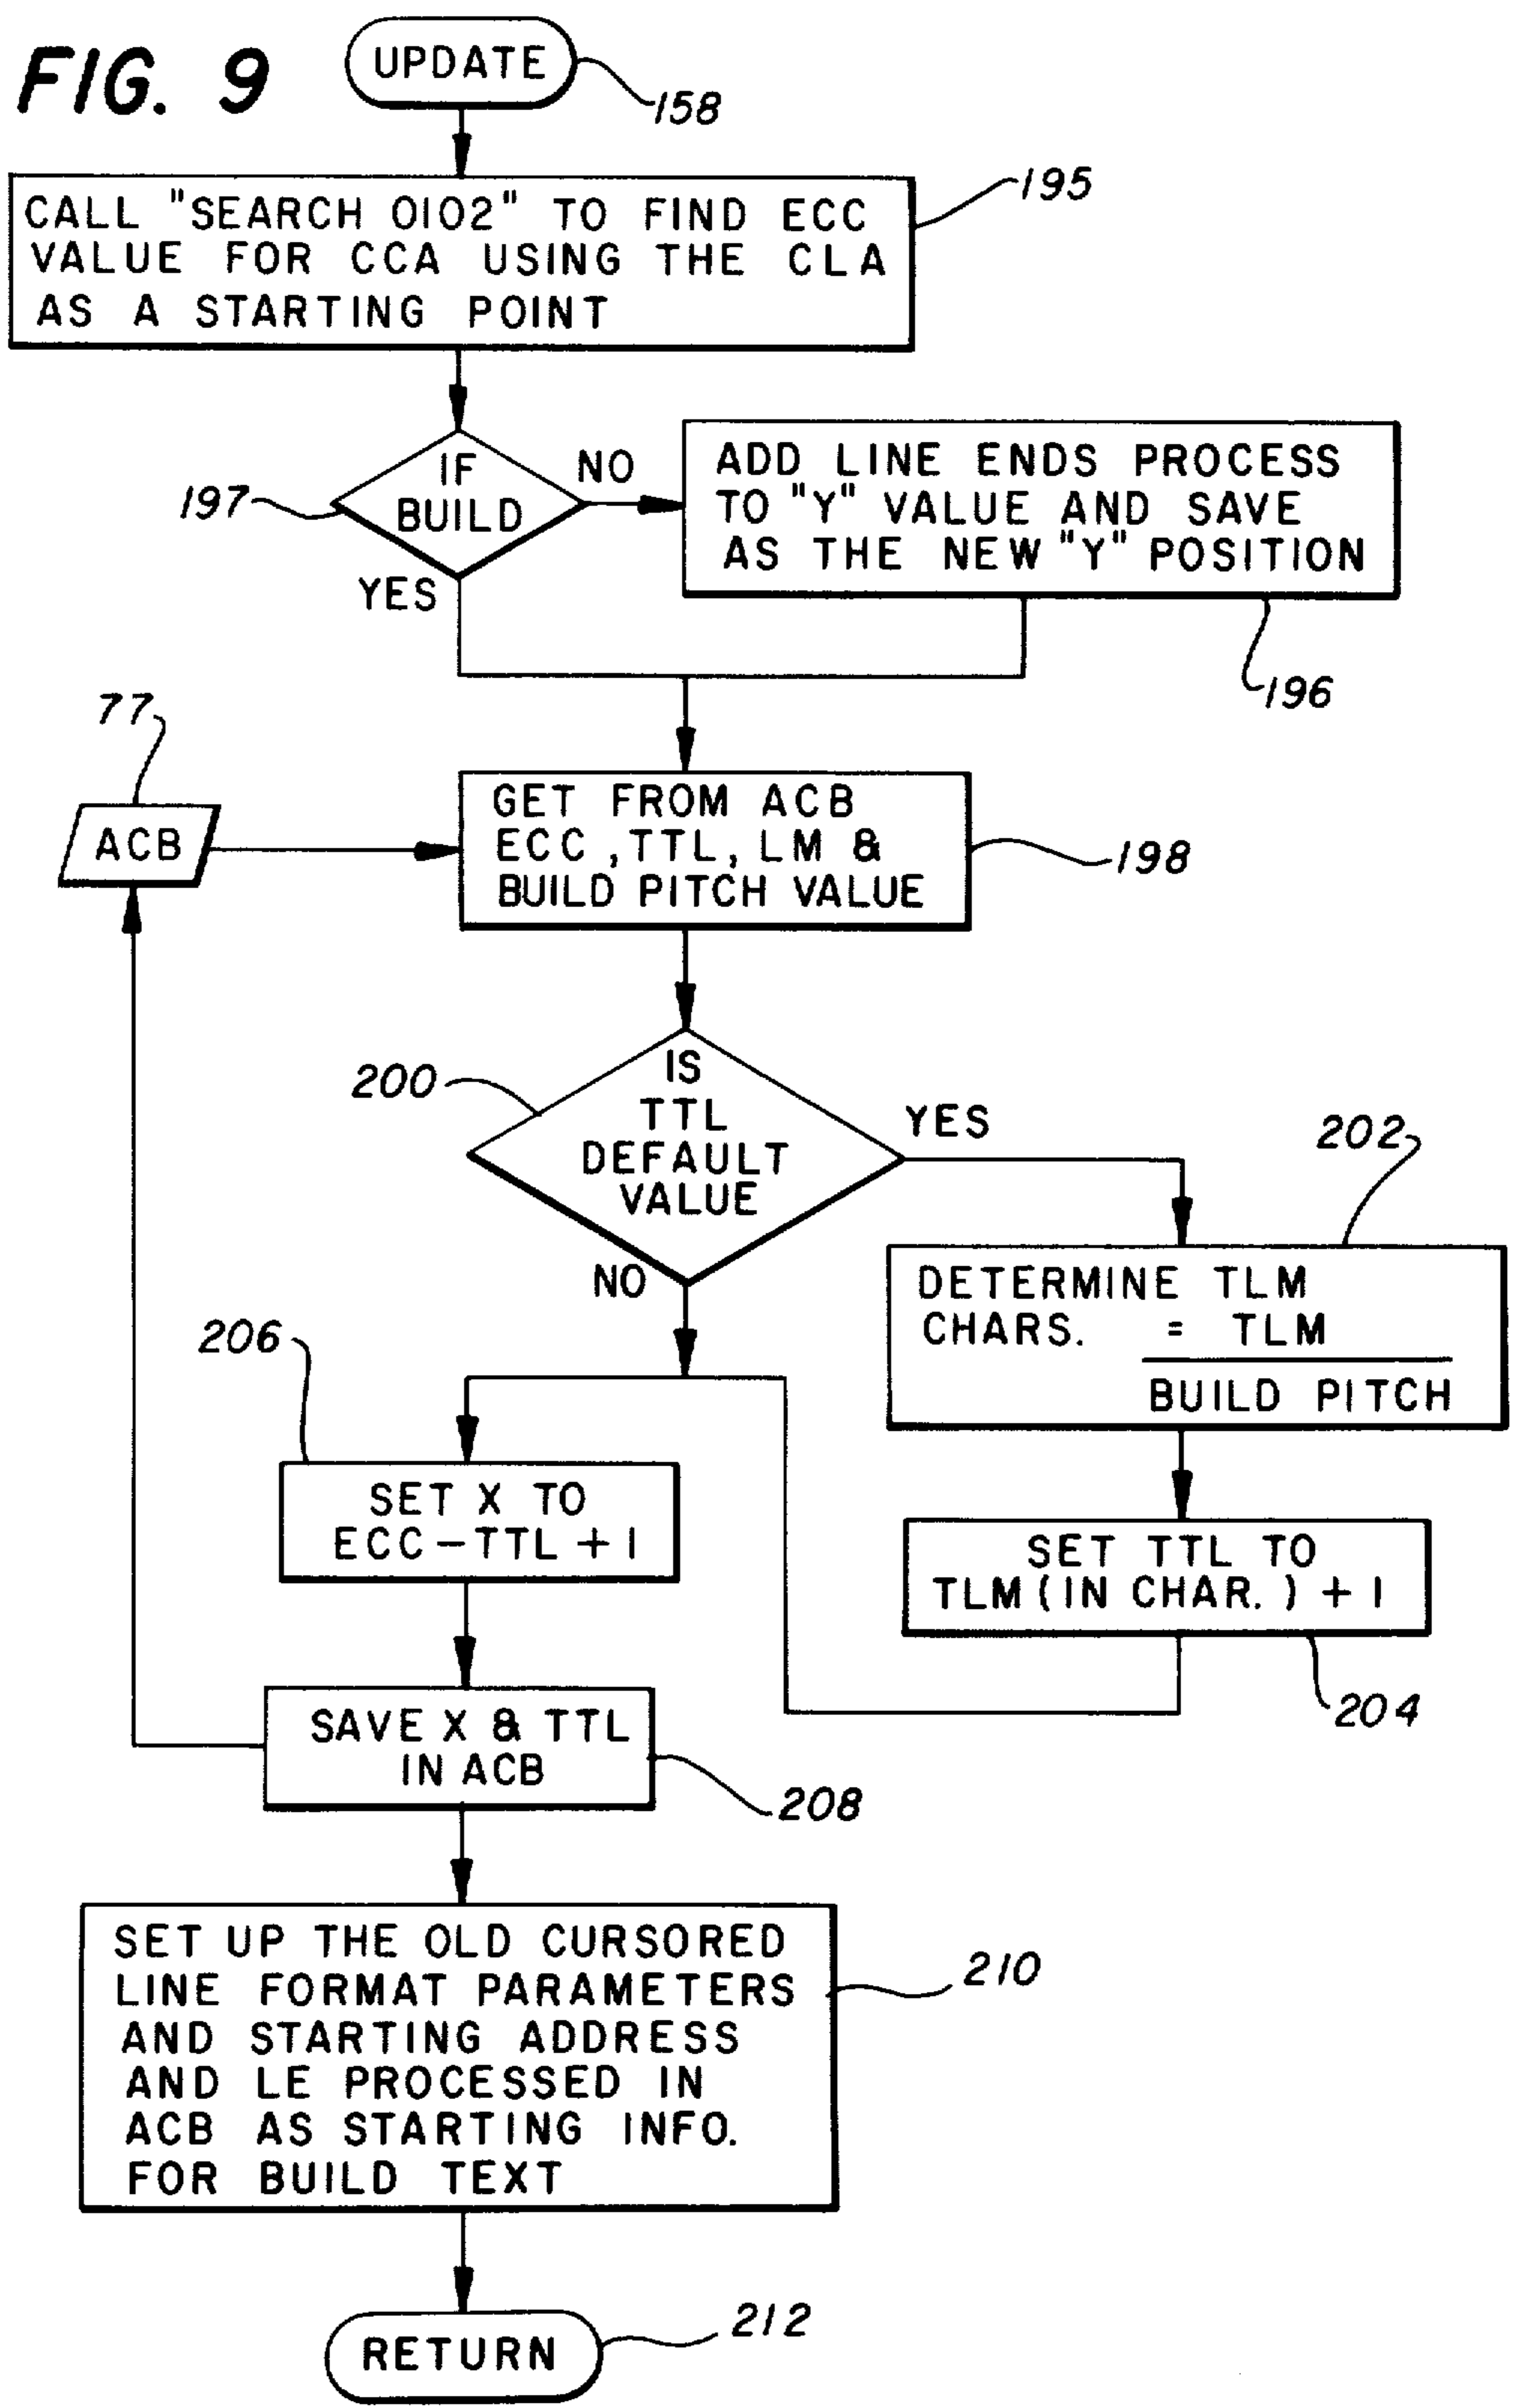 FIG. 9
UPDATE
158
CALL "SEARCH 0102" TO FIND ECC
VALUE FOR CCA USING THE CLA
AS A STARTING POINT
195
IF
BUILD
197
NO
YES
ADD LINE ENDS PROCESS
TO "Y" VALUE AND SAVE
AS THE NEW "Y" POSITION
196
77
ACB
GET FROM ACB
ECC, TTL, LM &
BUILD PITCH VALUE
198
200
IS
TTL
DEFAULT
VALUE
YES
NO
202
DETERMINE TLM
CHARS. = TLM
BUILD PITCH
206
SET X TO
ECC-TTL+1
SET TTL TO
TLM (IN CHAR.) + 1
204
SAVE X & TTL
IN ACB
208
SET UP THE OLD CURSORED
LINE FORMAT PARAMETERS
AND STARTING ADDRESS
AND LE PROCESSED IN
ACB AS STARTING INFO.
FOR BUILD TEXT
210
RETURN
212